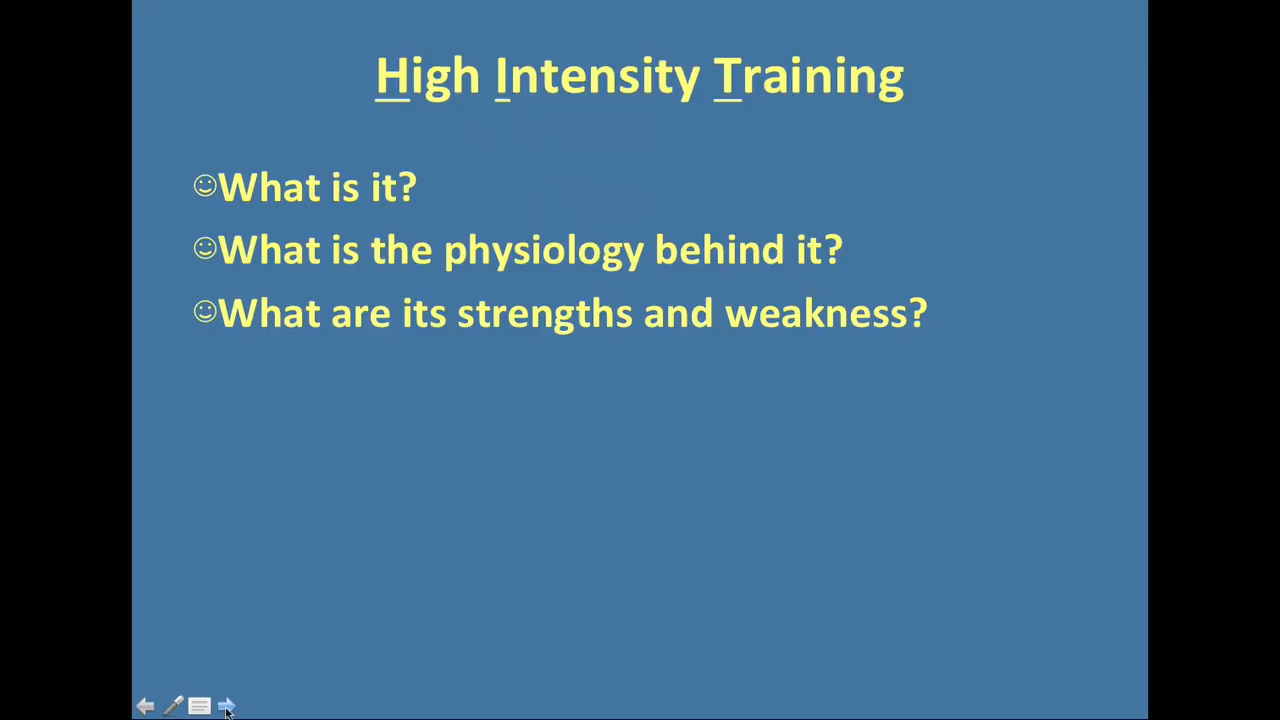 High Intensity Training
What is it?
What is the physiology behind it?
What are its strengths and weakness?